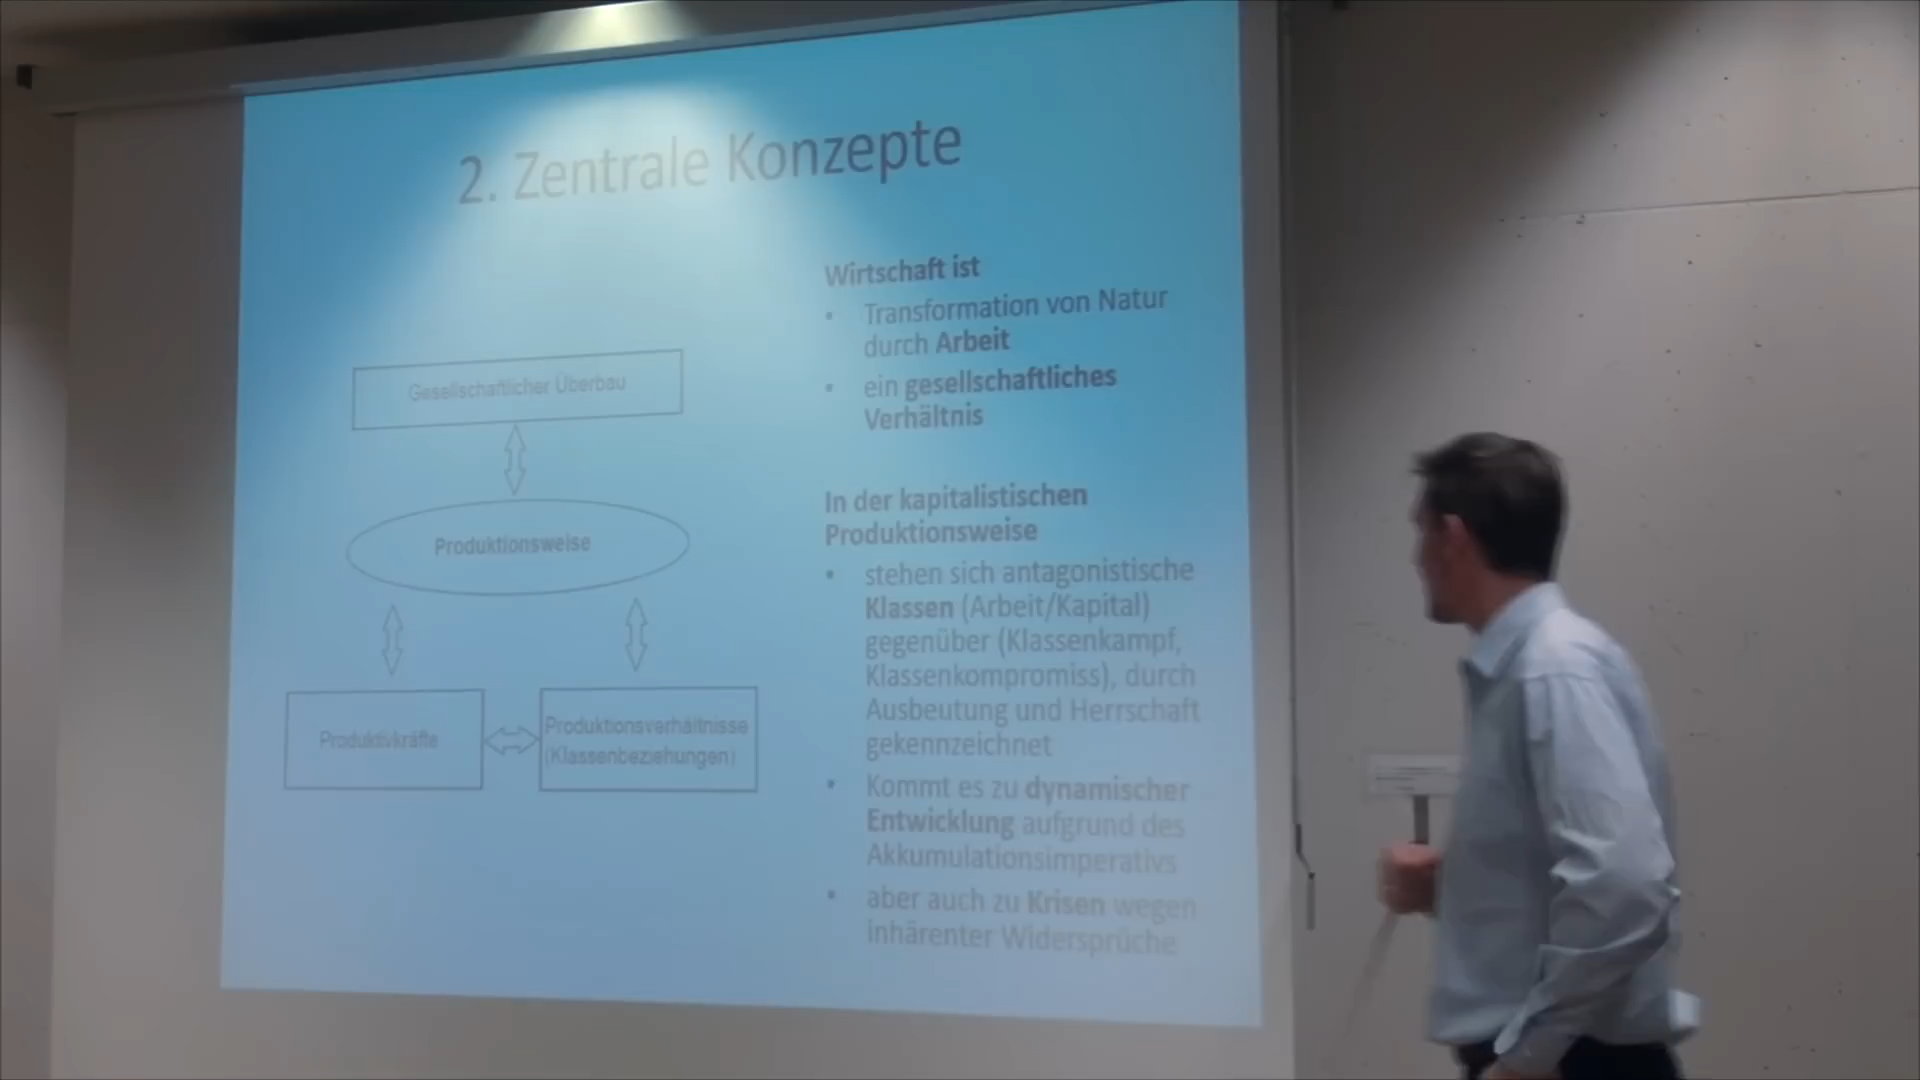 2. Zentrale Konzepte
Gesellschaftlicher Überbau
Produktionsweise
Produktivkräfte
Produktionsverhältnisse
(Klassenbeziehungen)
Wirtschaft ist
• Transformation von Natur
durch Arbeit
• ein gesellschaftliches
Verhältnis
In der kapitalistischen
Produktionsweise
• stehen sich antagonistische
Klassen (Arbeit/Kapital)
gegenüber (Klassenkampf,
Klassenkompromiss), durch
Ausbeutung und Herrschaft
gekennzeichnet
• Kommt es zu dynamischer
Entwicklung aufgrund des
Akkumulationsimperativs
• aber auch zu Krisen wegen
inhärenter Widersprüche